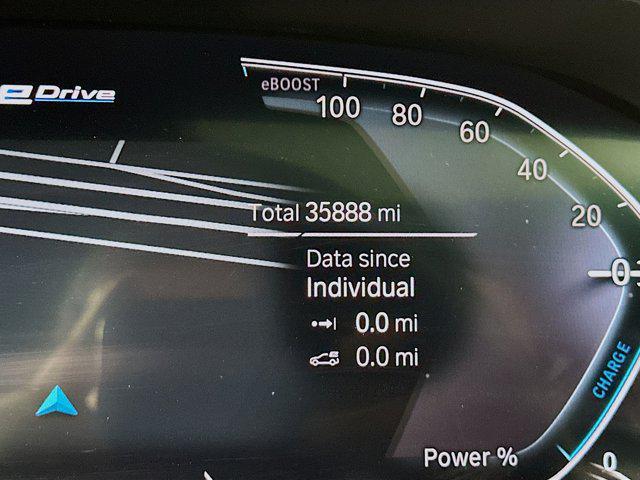 eDrive
eBOOST
100
80
60
40
20
0
Total 35888 mi
Data since
Individual
0.0 mi
0.0 mi
CHARGE
Power %
0